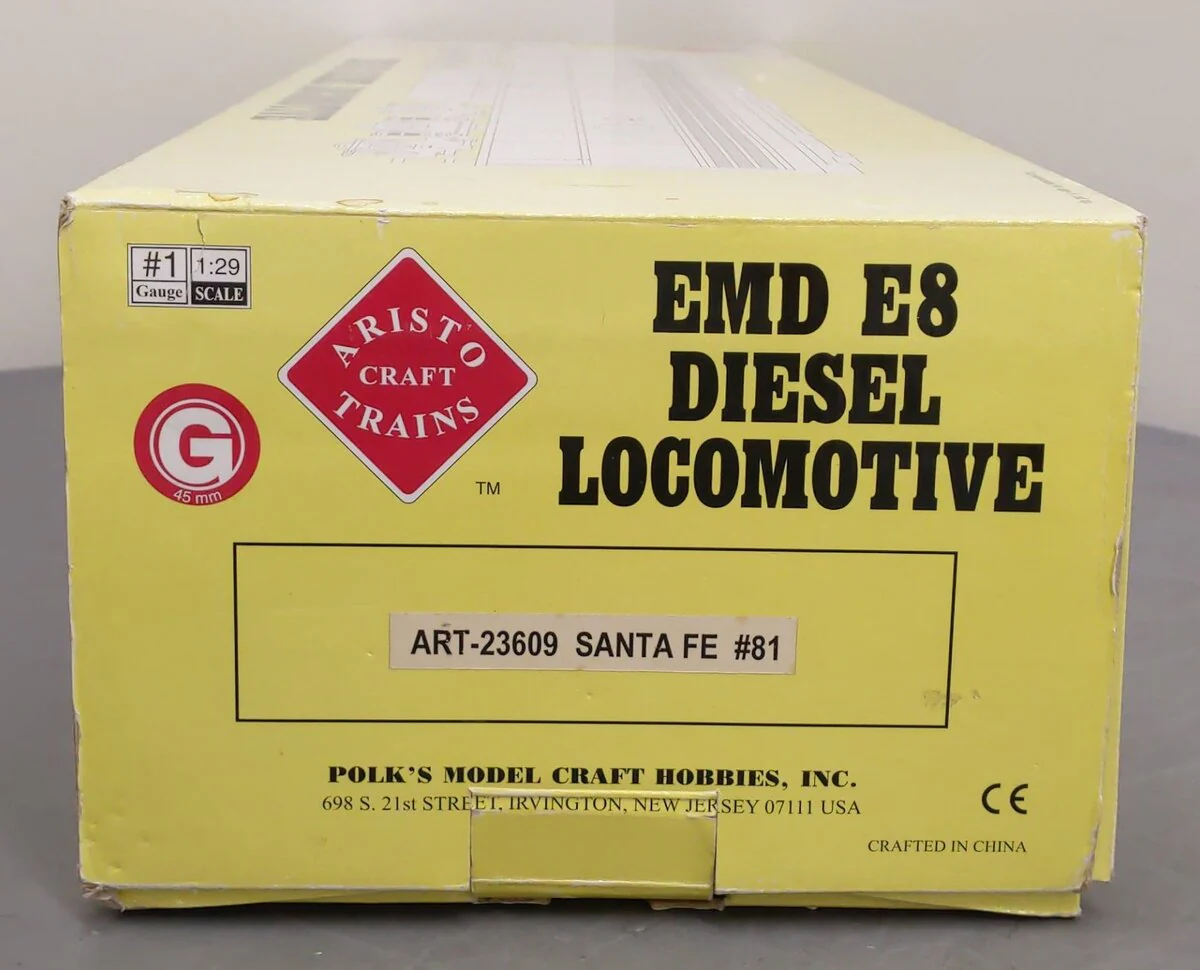 #1 1:29
Gauge SCALE
ARISTO
CRAFT
TRAINS
TM
G
45 mm
EMD E8
DIESEL
LOCOMOTIVE
ART-23609 SANTA FE #81
POLK'S MODEL CRAFT HOBBIES, INC.
698 S. 21st STREET, IRVINGTON, NEW JERSEY 07111 USA
CE
CRAFTED IN CHINA